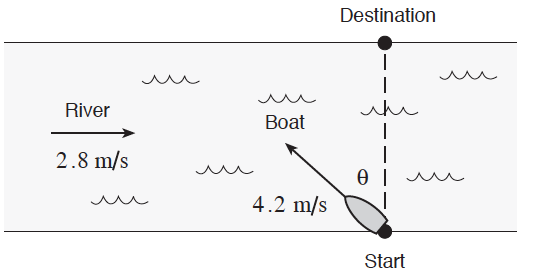 Destination
River
2.8 m/s
Boat
θ
4.2 m/s
Start